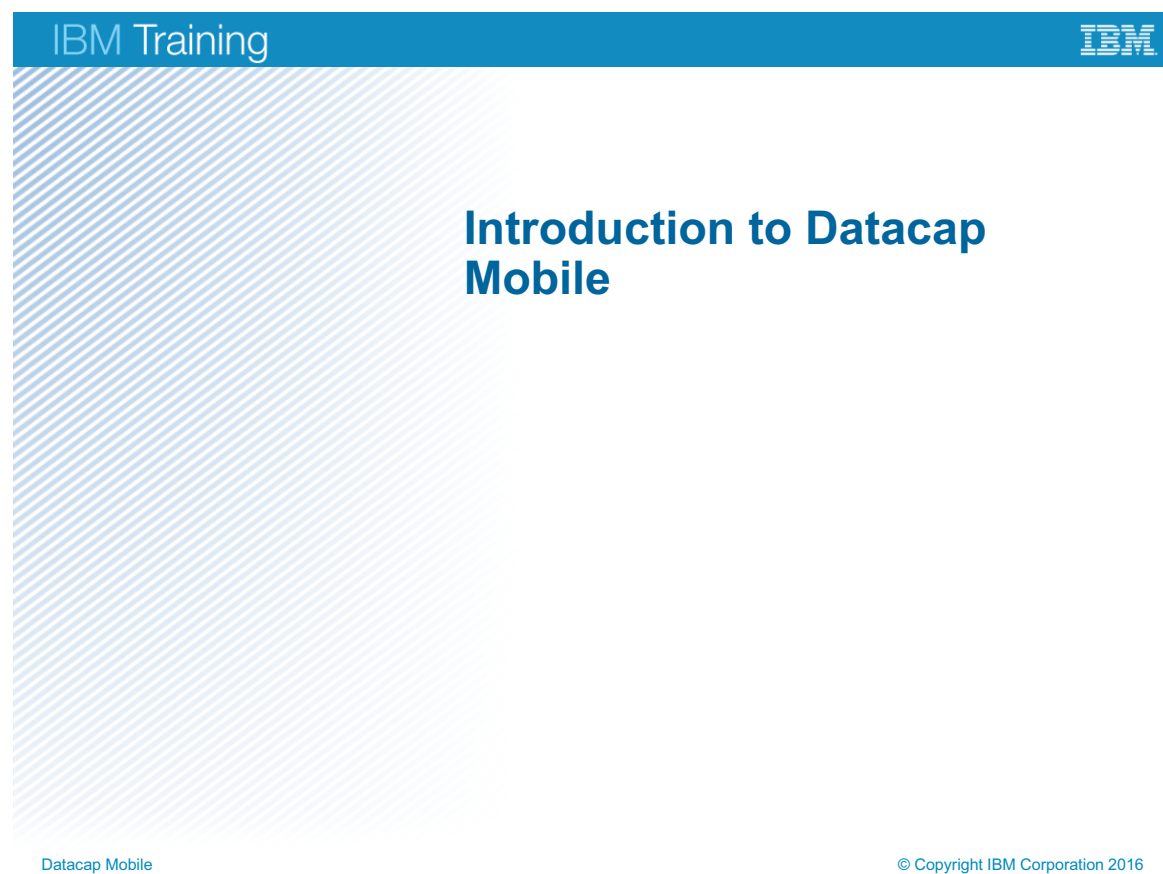 IBM Training
IBM
Introduction to Datacap
Mobile
Datacap Mobile
© Copyright IBM Corporation 2016